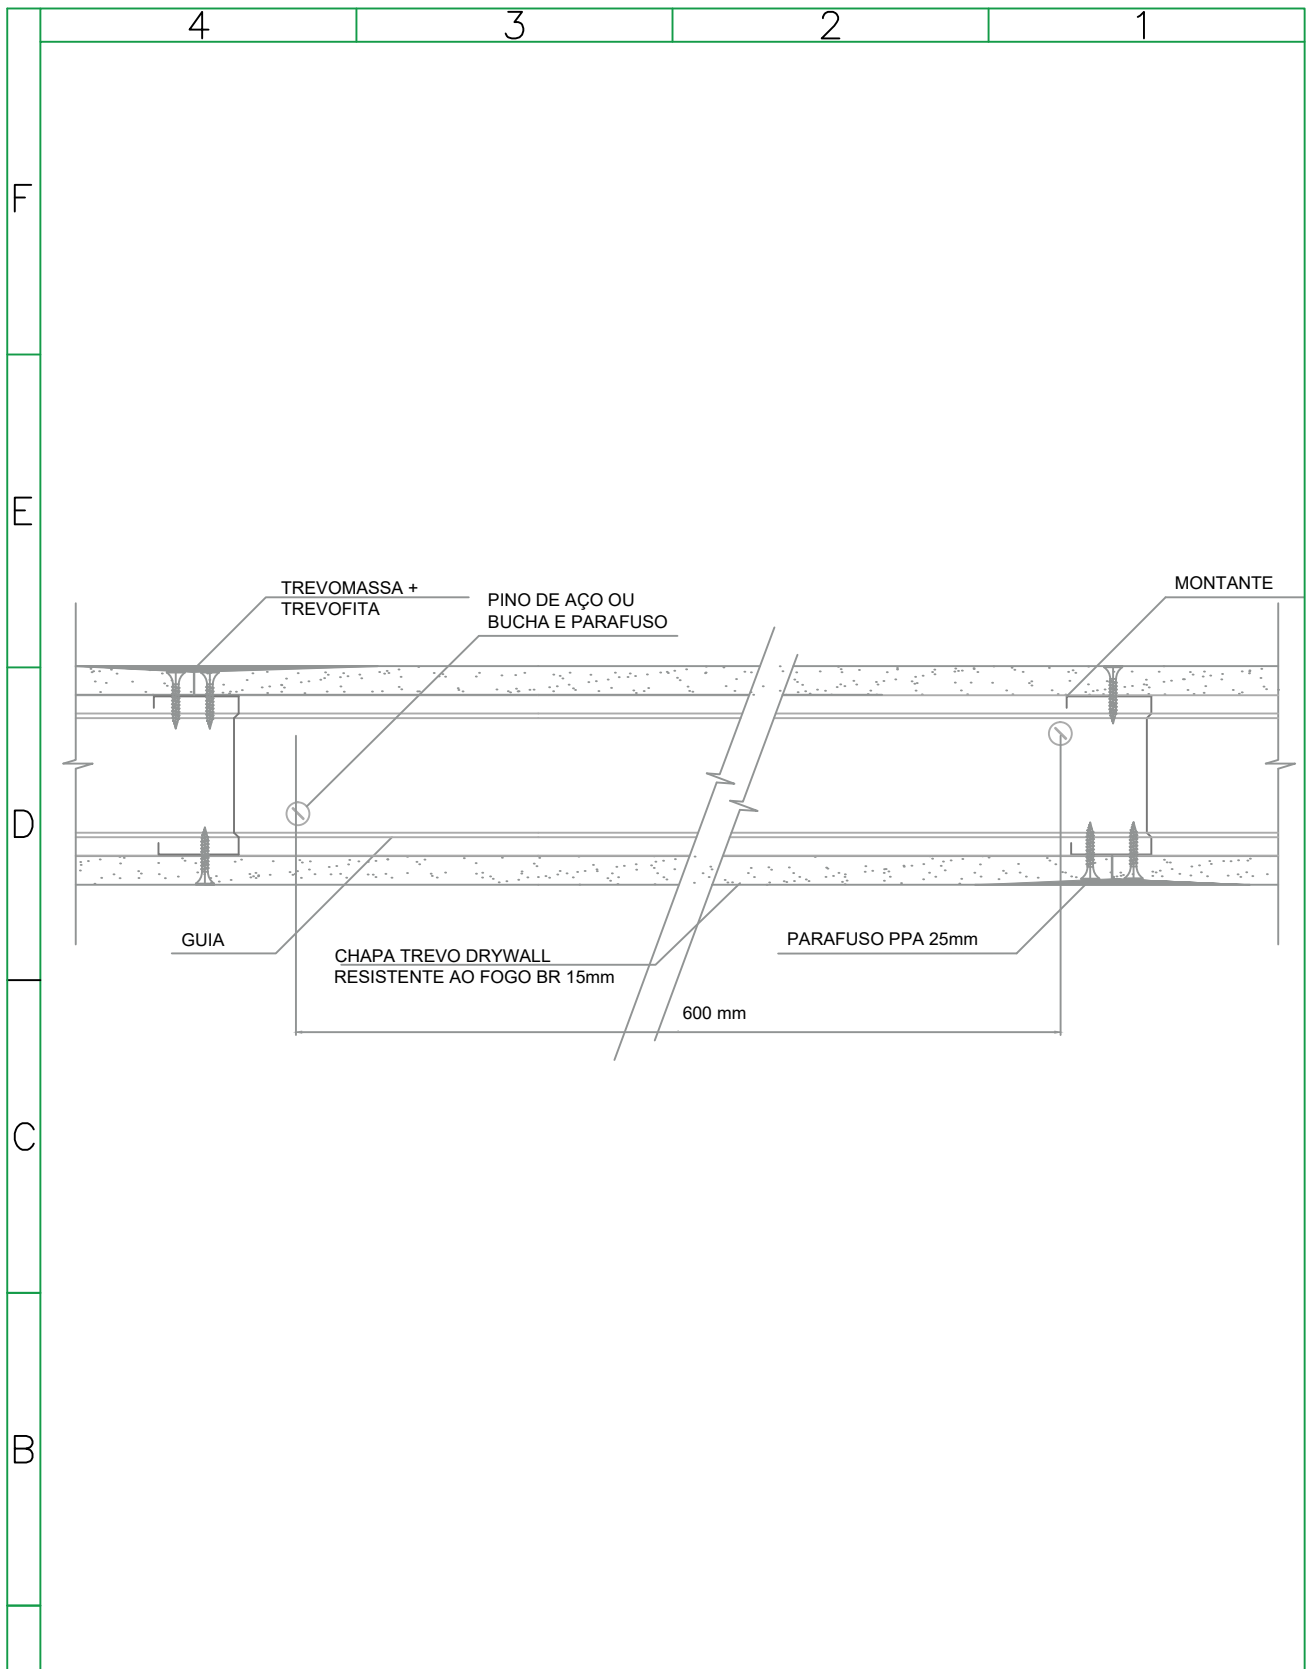 4 3 2 1
F
E
TREVOMASSA +
TREVOFITA
PINO DE AÇO OU
BUCHA E PARAFUSO
MONTANTE
D
GUIA
CHAPA TREVO DRYWALL
RESISTENTE AO FOGO BR 15mm
PARAFUSO PPA 25mm
600 mm
C
B